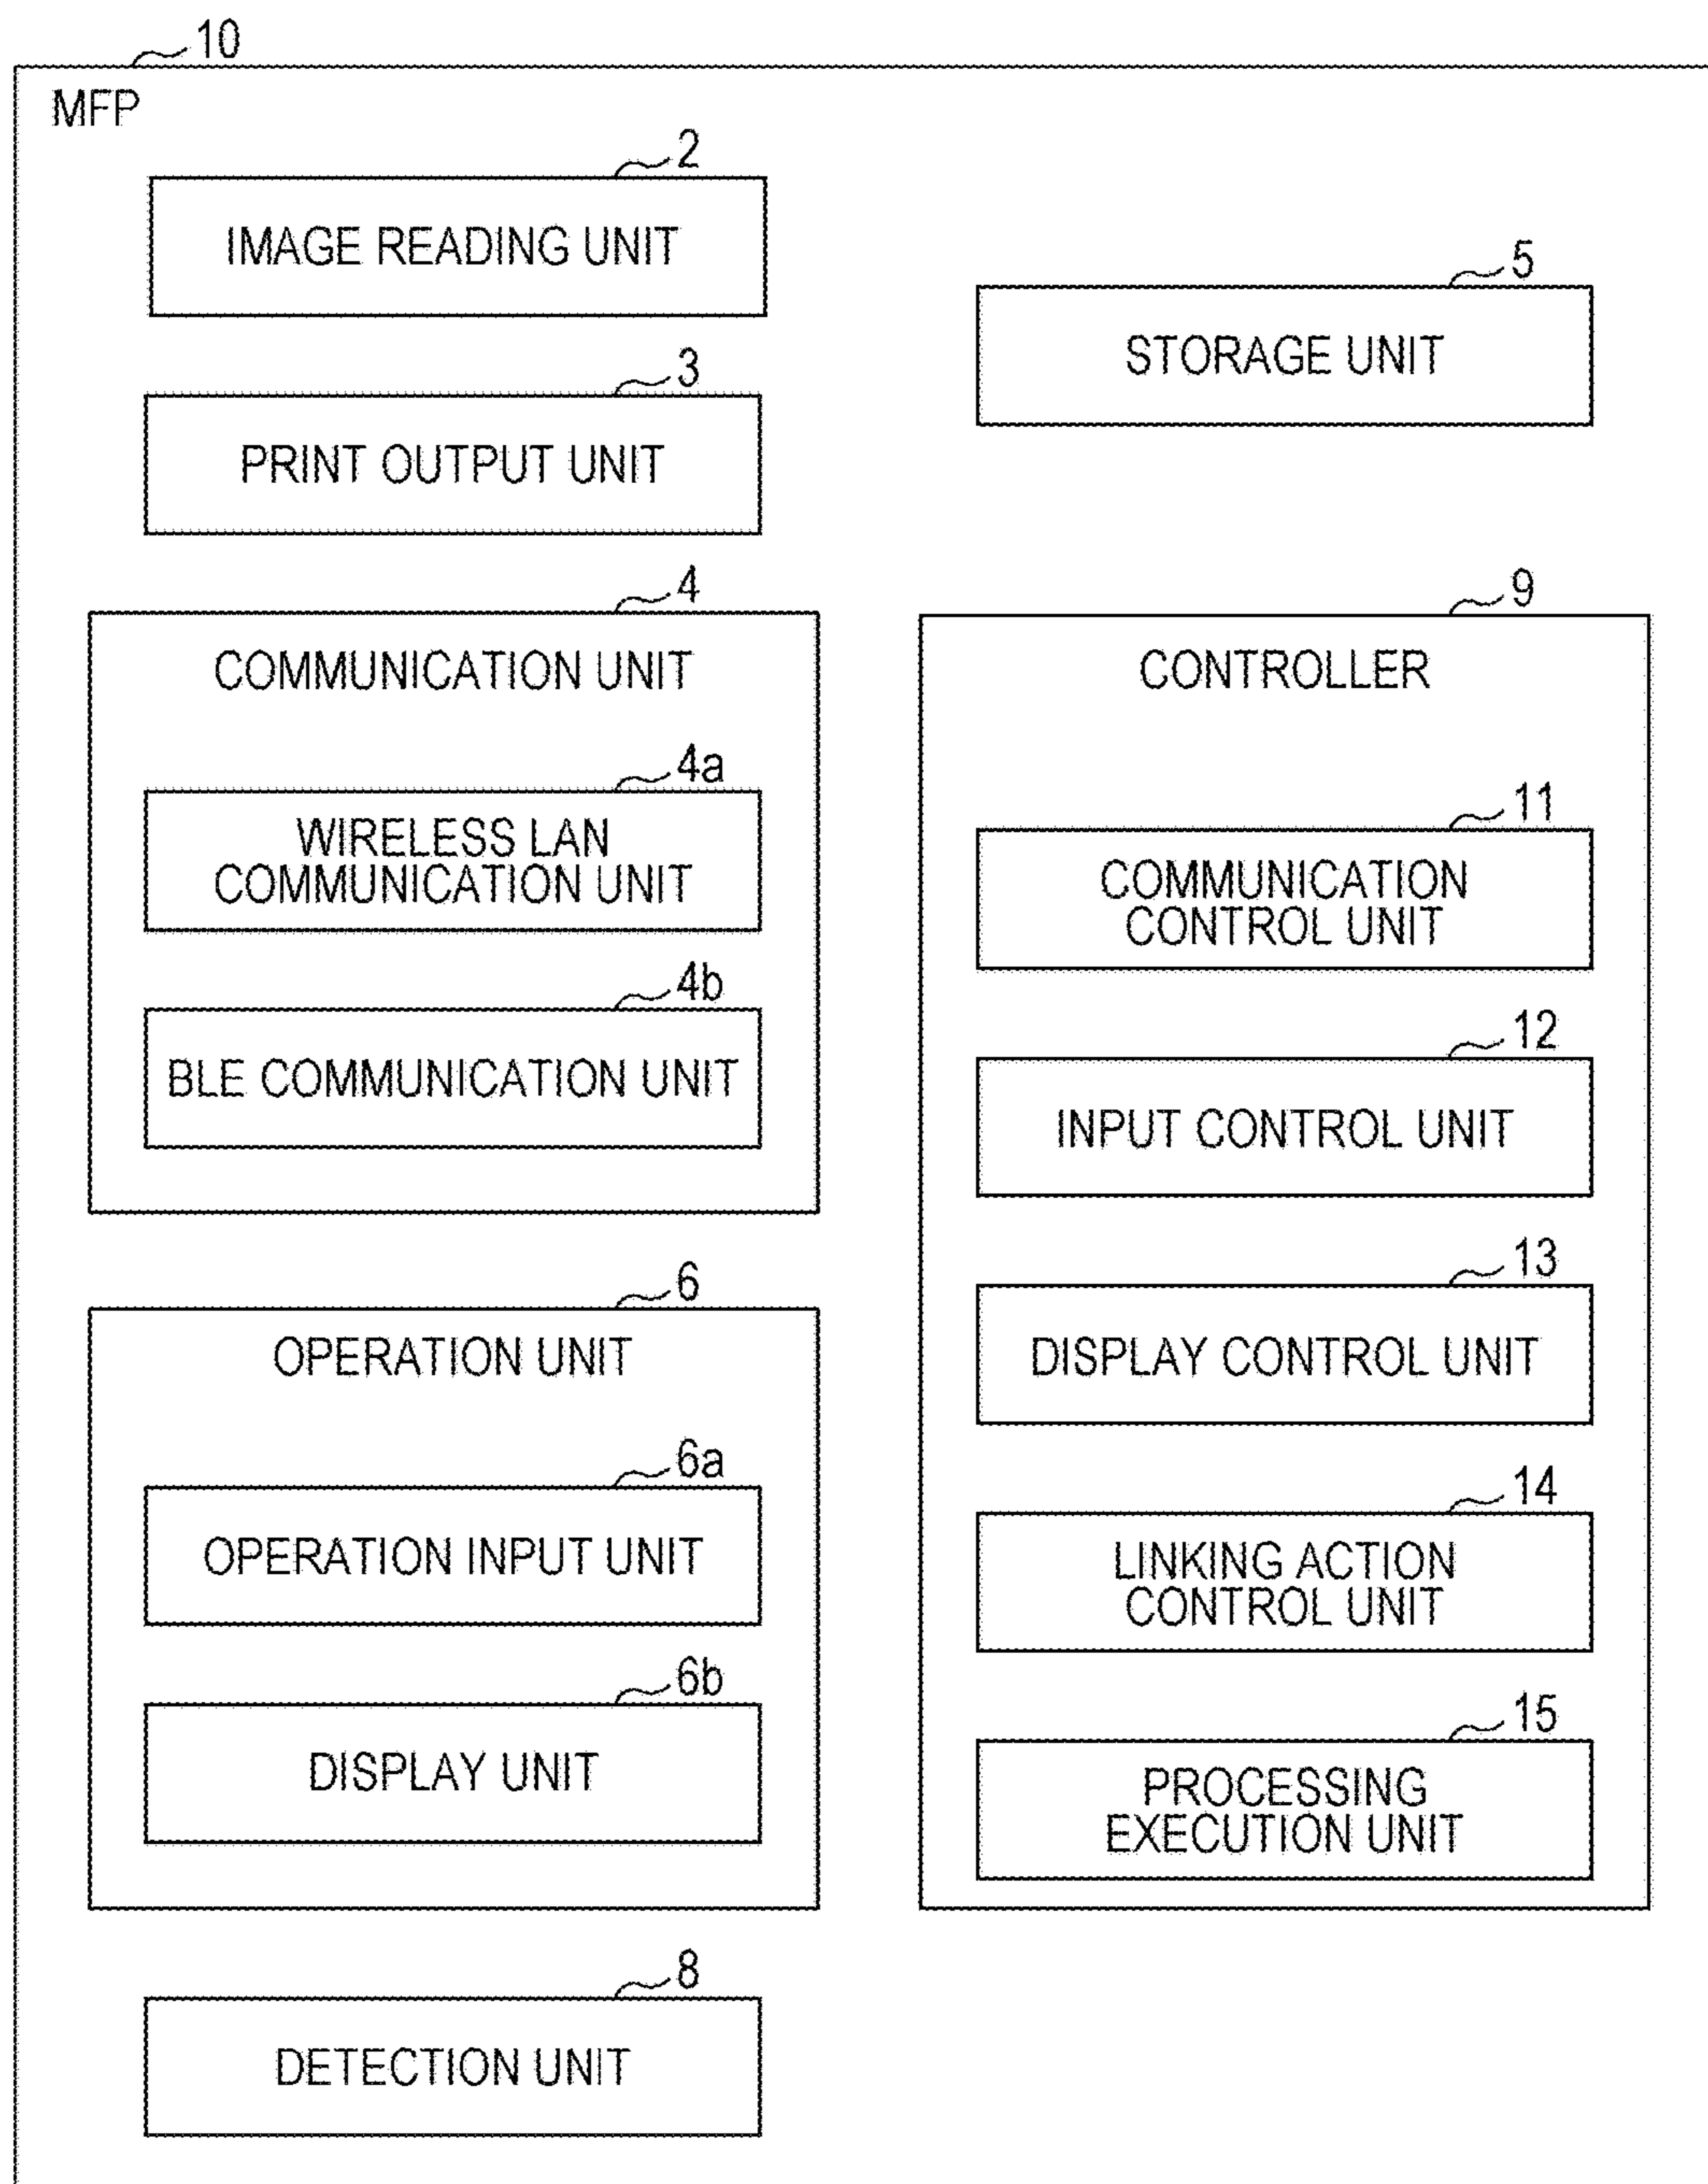 10
MFP
2
IMAGE READING UNIT
3
PRINT OUTPUT UNIT
4
COMMUNICATION UNIT
4a
WIRELESS LAN
COMMUNICATION UNIT
4b
BLE COMMUNICATION UNIT
6
OPERATION UNIT
6a
OPERATION INPUT UNIT
6b
DISPLAY UNIT
8
DETECTION UNIT
5
STORAGE UNIT
9
CONTROLLER
11
COMMUNICATION
CONTROL UNIT
12
INPUT CONTROL UNIT
13
DISPLAY CONTROL UNIT
14
LINKING ACTION
CONTROL UNIT
15
PROCESSING
EXECUTION UNIT